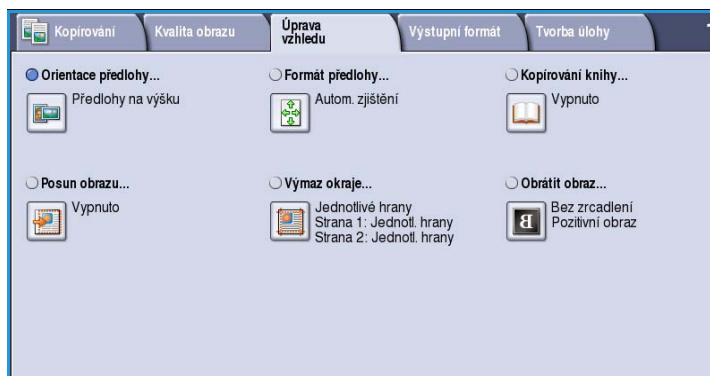 Kopírování
Kvalita obrazu
Úprava
vzhledu
Výstupní formát
Tvorba úlohy
Orientace předlohy...
Předlohy na výšku
Formát předlohy...
Autom. zjištění
Kopírování knihy...
Vypnuto
Posun obrazu...
Vypnuto
Výmaz okraje...
Jednotlivé hrany
Strana 1: Jednotl. hrany
Strana 2: Jednotl. hrany
Obrátit obraz...
Bez zrcadlení
Pozitivní obraz